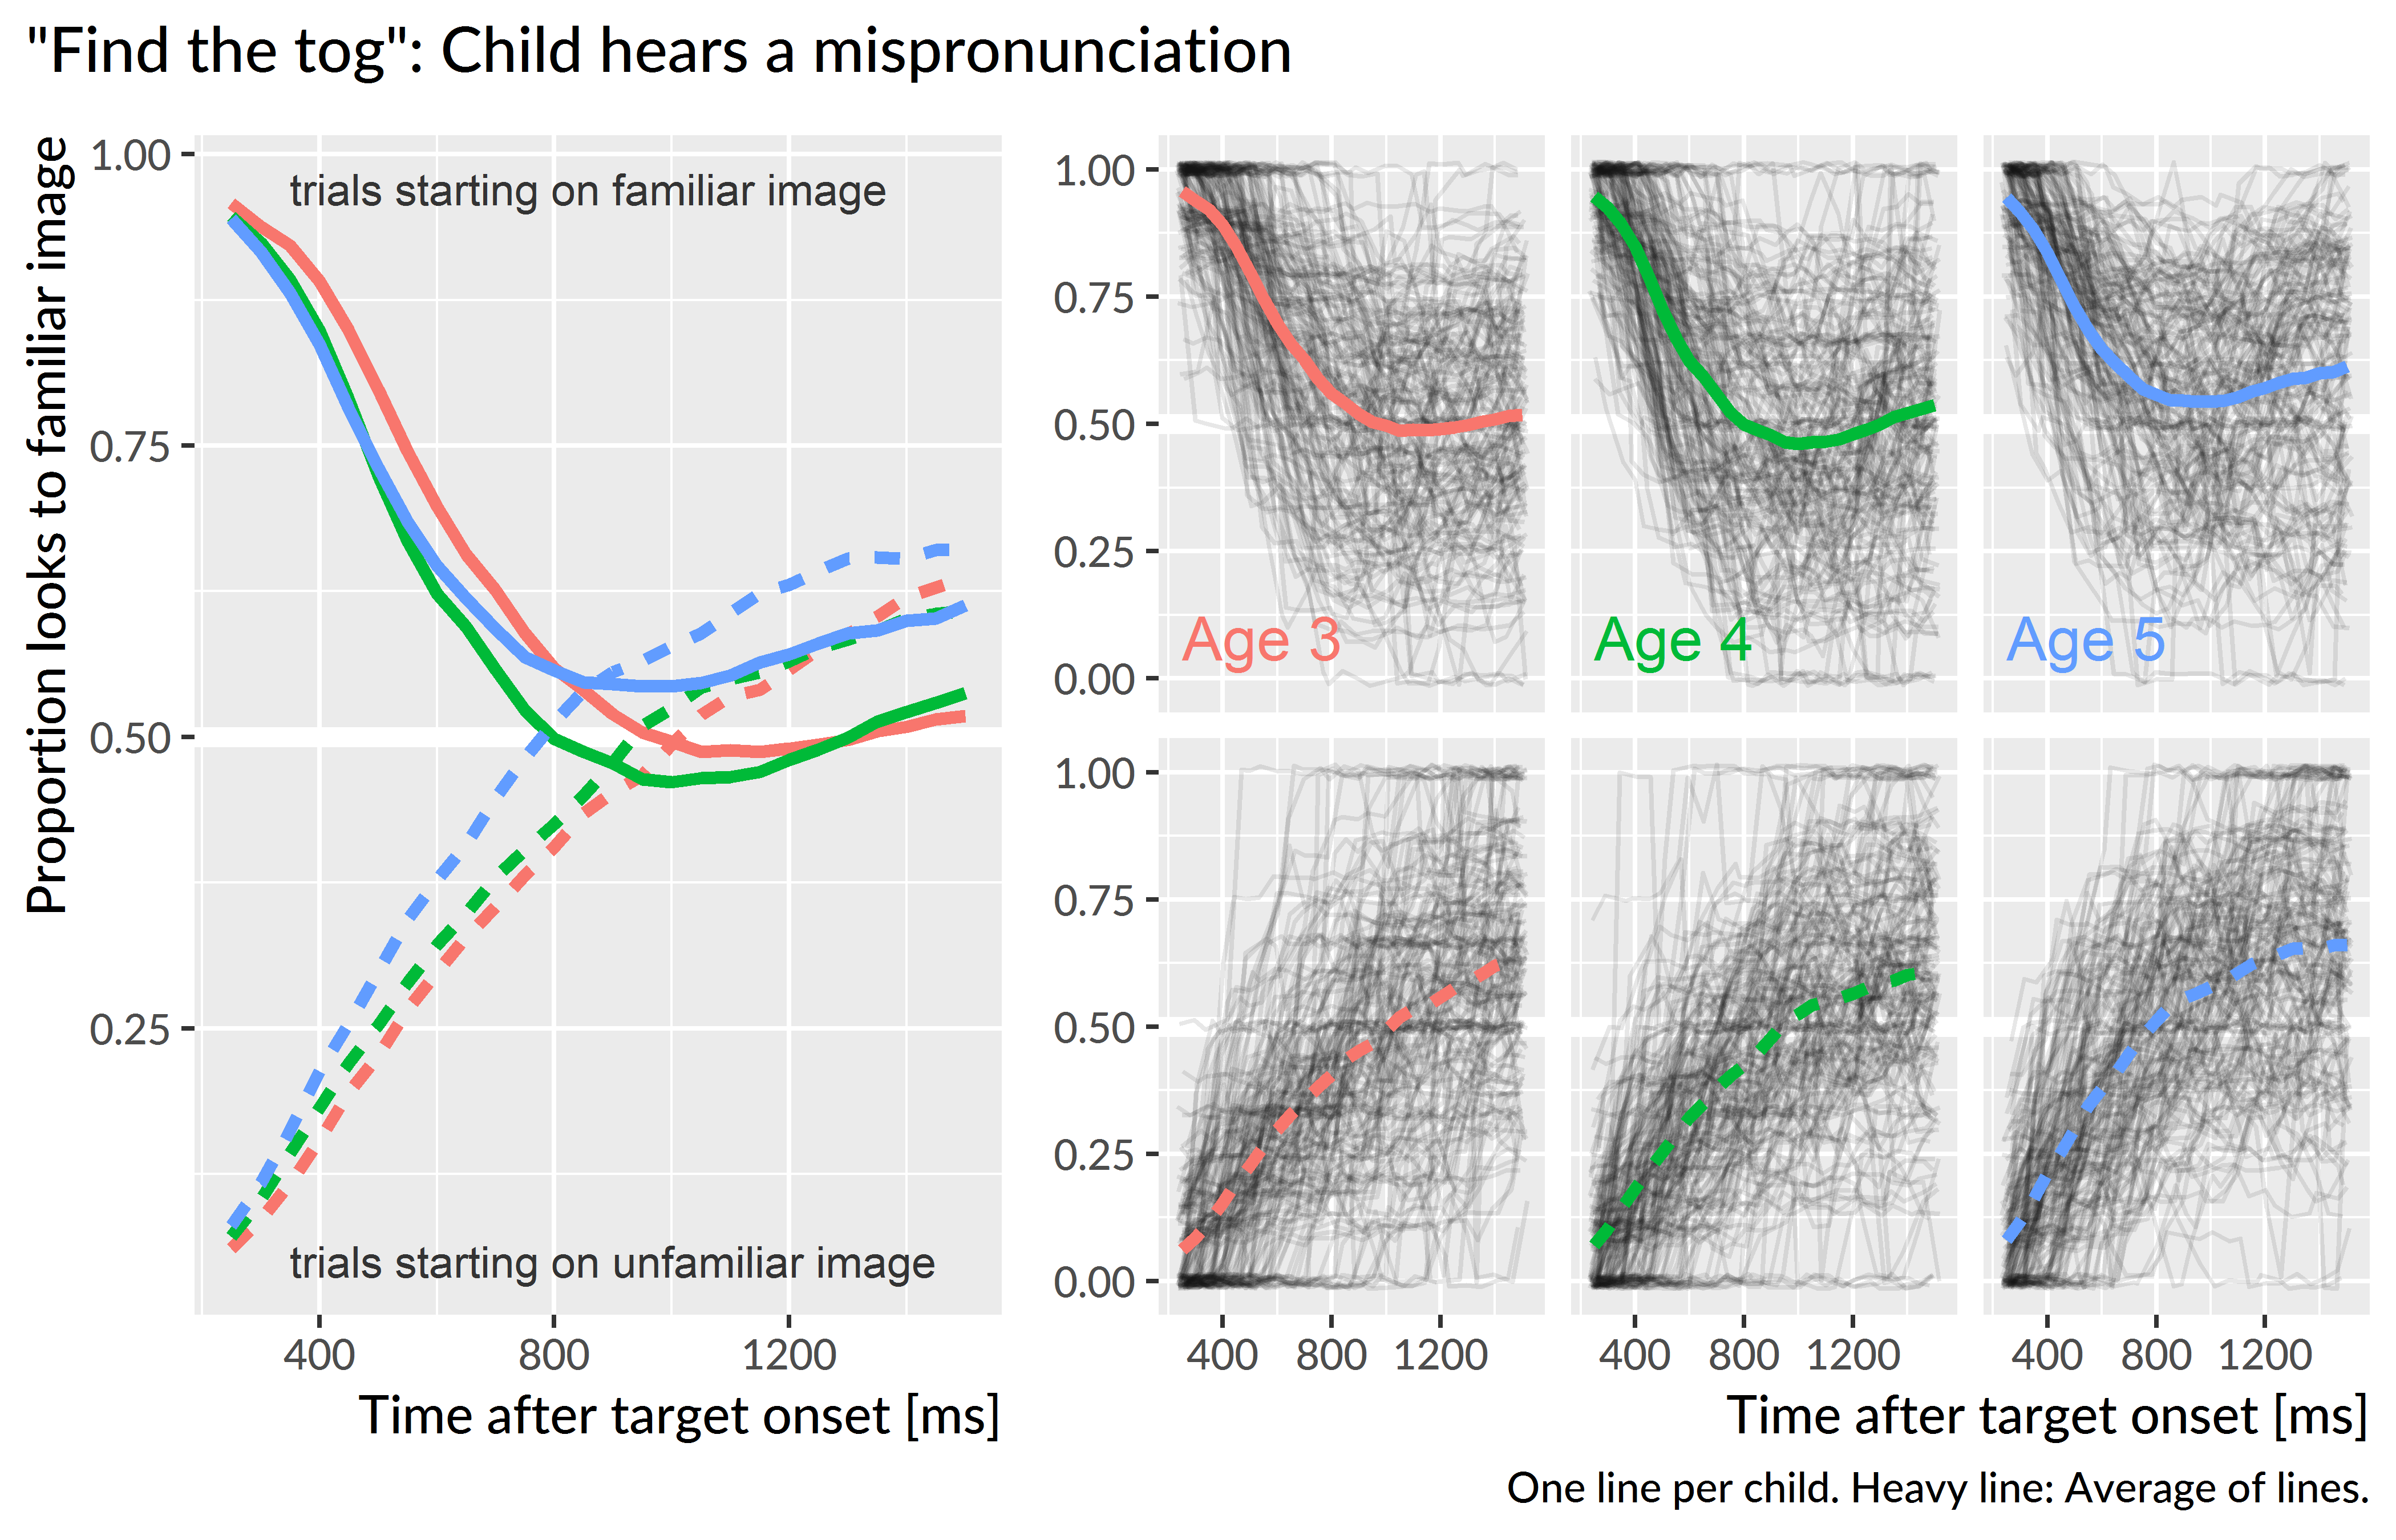 "Find the tog": Child hears a mispronunciation
Proportion looks to familiar image
1.00
0.75
0.50
0.25
trials starting on familiar image
trials starting on unfamiliar image
400 800 1200
Time after target onset [ms]
1.00
0.75
0.50
0.25
0.00
Age 3 Age 4 Age 5
1.00
0.75
0.50
0.25
0.00
400 800 1200 400 800 1200 400 800 1200
Time after target onset [ms]
One line per child. Heavy line: Average of lines.